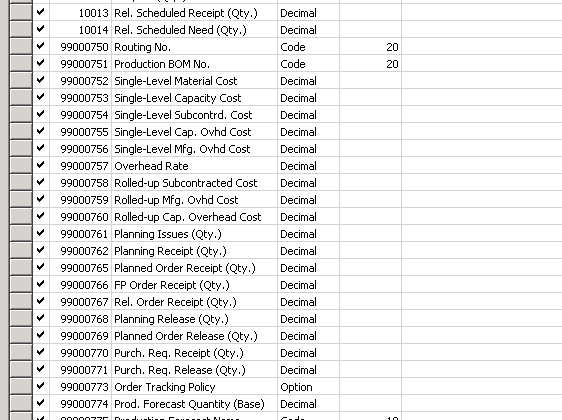 10013 Rel. Scheduled Receipt (Qty.) Decimal
10014 Rel. Scheduled Need (Qty.) Decimal
99000750 Routing No. Code 20
99000751 Production BOM No. Code 20
99000752 Single-Level Material Cost Decimal
99000753 Single-Level Capacity Cost Decimal
99000754 Single-Level Subcontrd. Cost Decimal
99000755 Single-Level Cap. Ovhd Cost Decimal
99000756 Single-Level Mfg. Ovhd Cost Decimal
99000757 Overhead Rate Decimal
99000758 Rolled-up Subcontracted Cost Decimal
99000759 Rolled-up Mfg. Ovhd Cost Decimal
99000760 Rolled-up Cap. Overhead Cost Decimal
99000761 Planning Issues (Qty.) Decimal
99000762 Planning Receipt (Qty.) Decimal
99000765 Planned Order Receipt (Qty.) Decimal
99000766 FP Order Receipt (Qty.) Decimal
99000767 Rel. Order Receipt (Qty.) Decimal
99000768 Planning Release (Qty.) Decimal
99000769 Planned Order Release (Qty.) Decimal
99000770 Purch. Req. Receipt (Qty.) Decimal
99000771 Purch. Req. Release (Qty.) Decimal
99000773 Order Tracking Policy Option
99000774 Prod. Forecast Quantity (Base) Decimal
99000775 Production Forecast Name Code 10